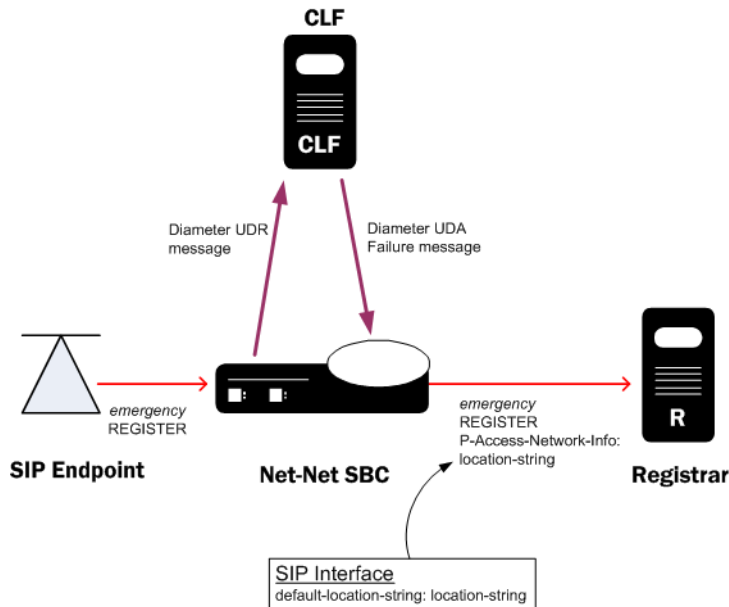 CLF
CLF
Diameter UDR
message
Diameter UDA
Failure message
emergency
REGISTER
SIP Endpoint
Net-Net SBC
emergency
REGISTER
P-Access-Network-Info:
location-string
R
Registrar
SIP Interface
default-location-string: location-string